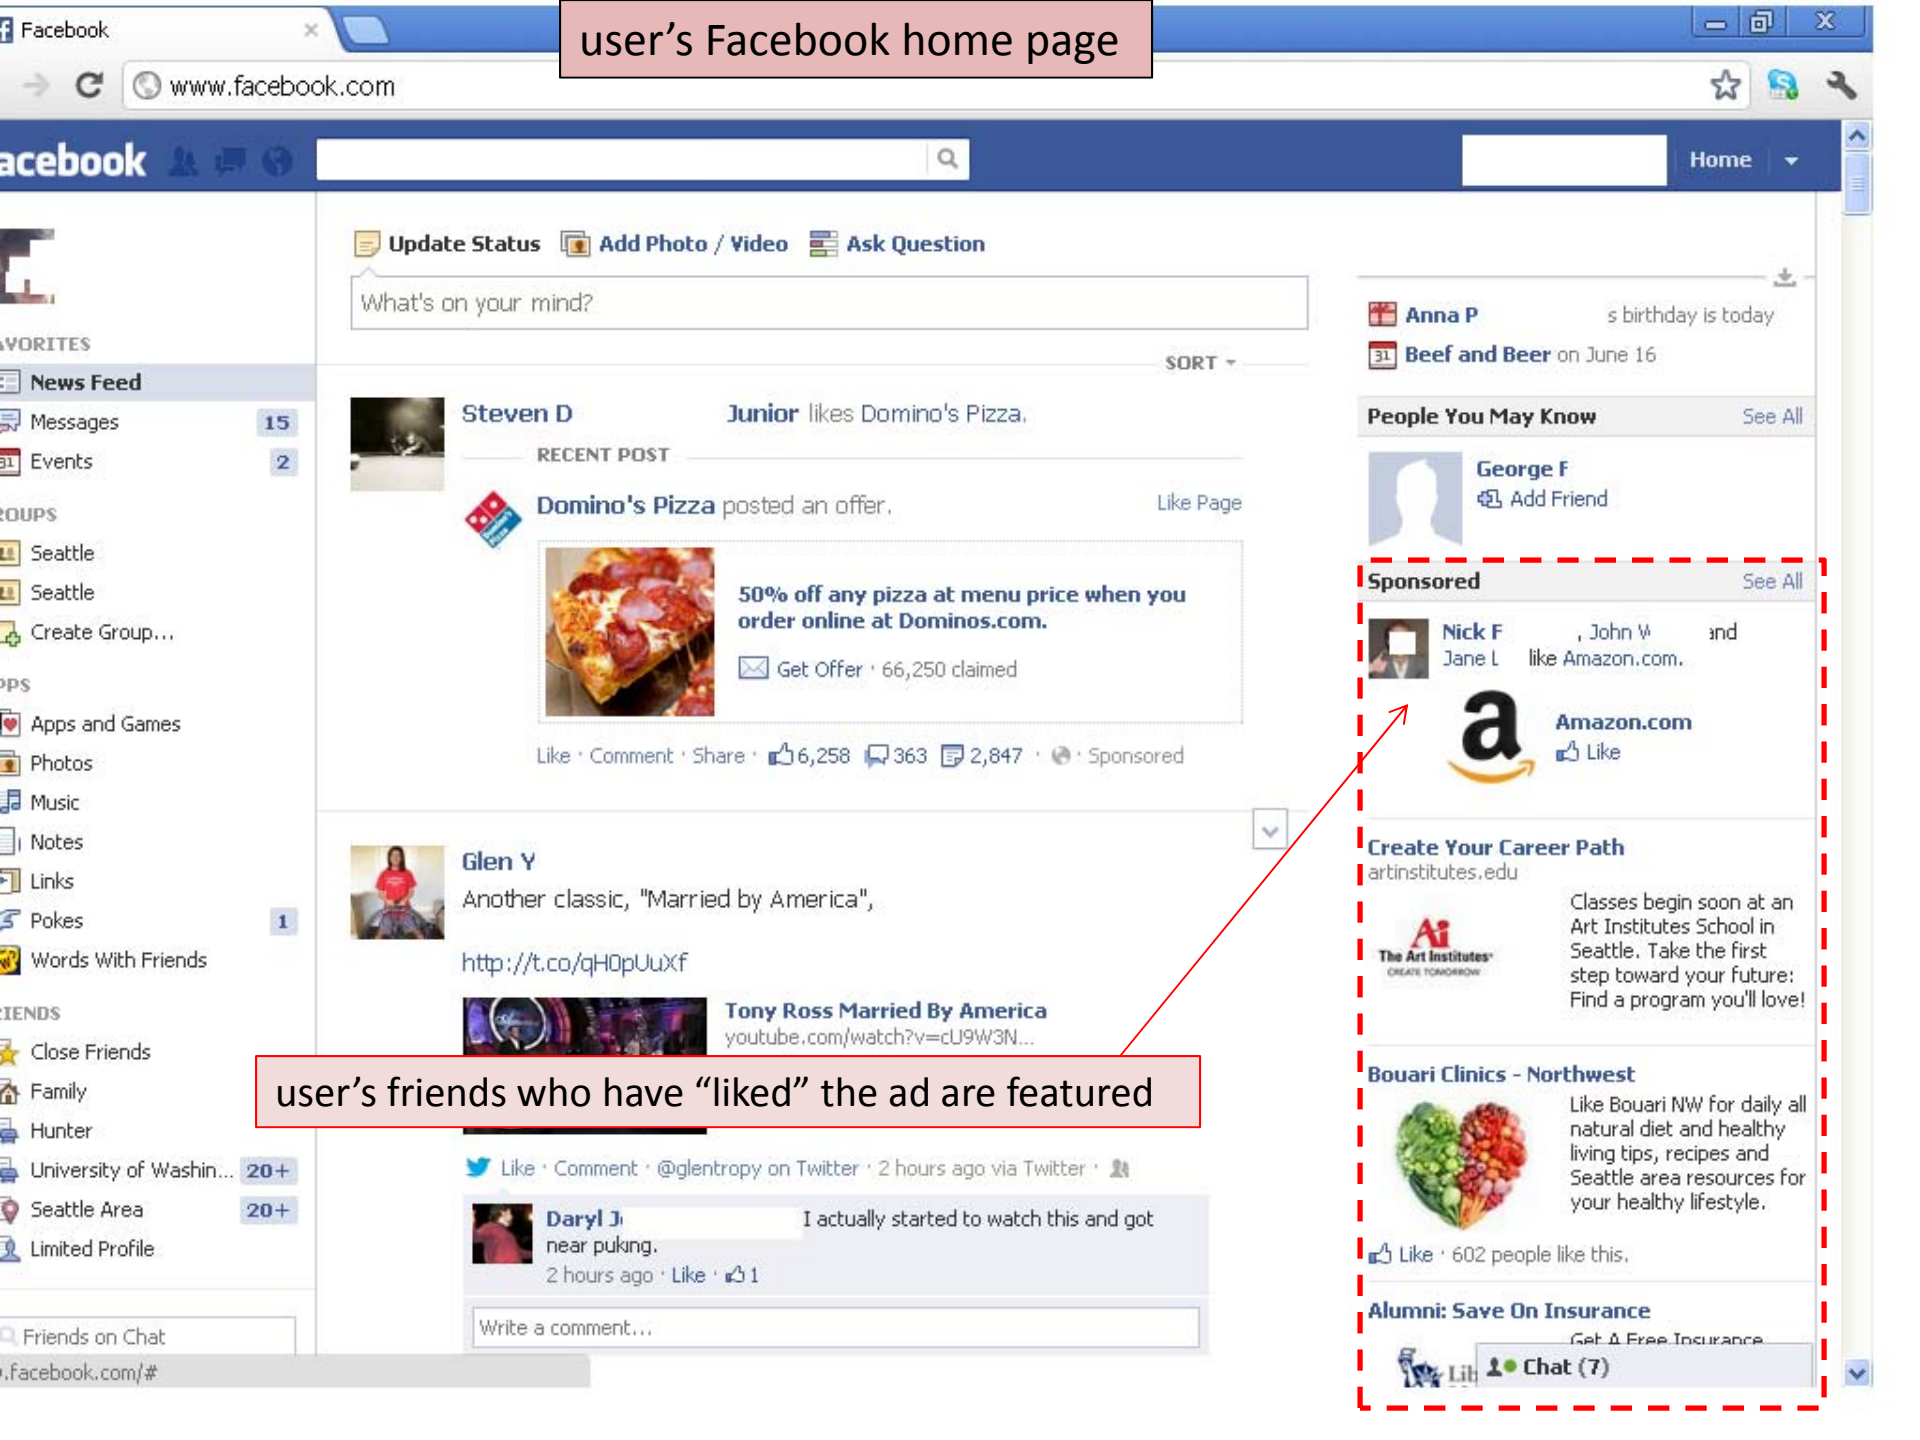 Facebook
user's Facebook home page
www.facebook.com
acebook
Home
Update Status Add Photo / Video Ask Question
What's on your mind?
SORT
AVORITES
News Feed
Messages 15
31 Events 2
ROUPS
Seattle
Seattle
Create Group...
PPS
Apps and Games
Photos
Music
Notes
Links
Pokes 1
Words With Friends
RIENDS
Close Friends
Family
Hunter
University of Washin... 20+
Seattle Area 20+
Limited Profile
Friends on Chat
.facebook.com/#
Steven D Junior likes Domino's Pizza.
RECENT POST
Domino's Pizza posted an offer. Like Page
50% off any pizza at menu price when you
order online at Dominos.com.
Get Offer · 66,250 claimed
Like · Comment · Share · 6,258 363 2,847 · · Sponsored
Glen Y
Another classic, "Married by America",
http://t.co/qH0pUuXf
Tony Ross Married By America
youtube.com/watch?v=cU9W3N...
user's friends who have “liked” the ad are featured
Like · Comment · @glentropy on Twitter · 2 hours ago via Twitter ·
Daryl J I actually started to watch this and got
near puking.
2 hours ago · Like · 1
Write a comment...
Anna P s birthday is today
31 Beef and Beer on June 16
People You May Know See All
George F
Add Friend
Sponsored See All
Nick F , John W and
Jane L like Amazon.com.
a
Amazon.com
Like
Create Your Career Path
artinstitutes.edu
Ai
The Art Institutes
CREATE TOMORROW
Classes begin soon at an
Art Institutes School in
Seattle. Take the first
step toward your future:
Find a program you'll love!
Bouari Clinics - Northwest
Like Bouari NW for daily all
natural diet and healthy
living tips, recipes and
Seattle area resources for
your healthy lifestyle.
Like · 602 people like this.
Alumni: Save On Insurance
Get A Free Insurance
Lib
Chat (7)